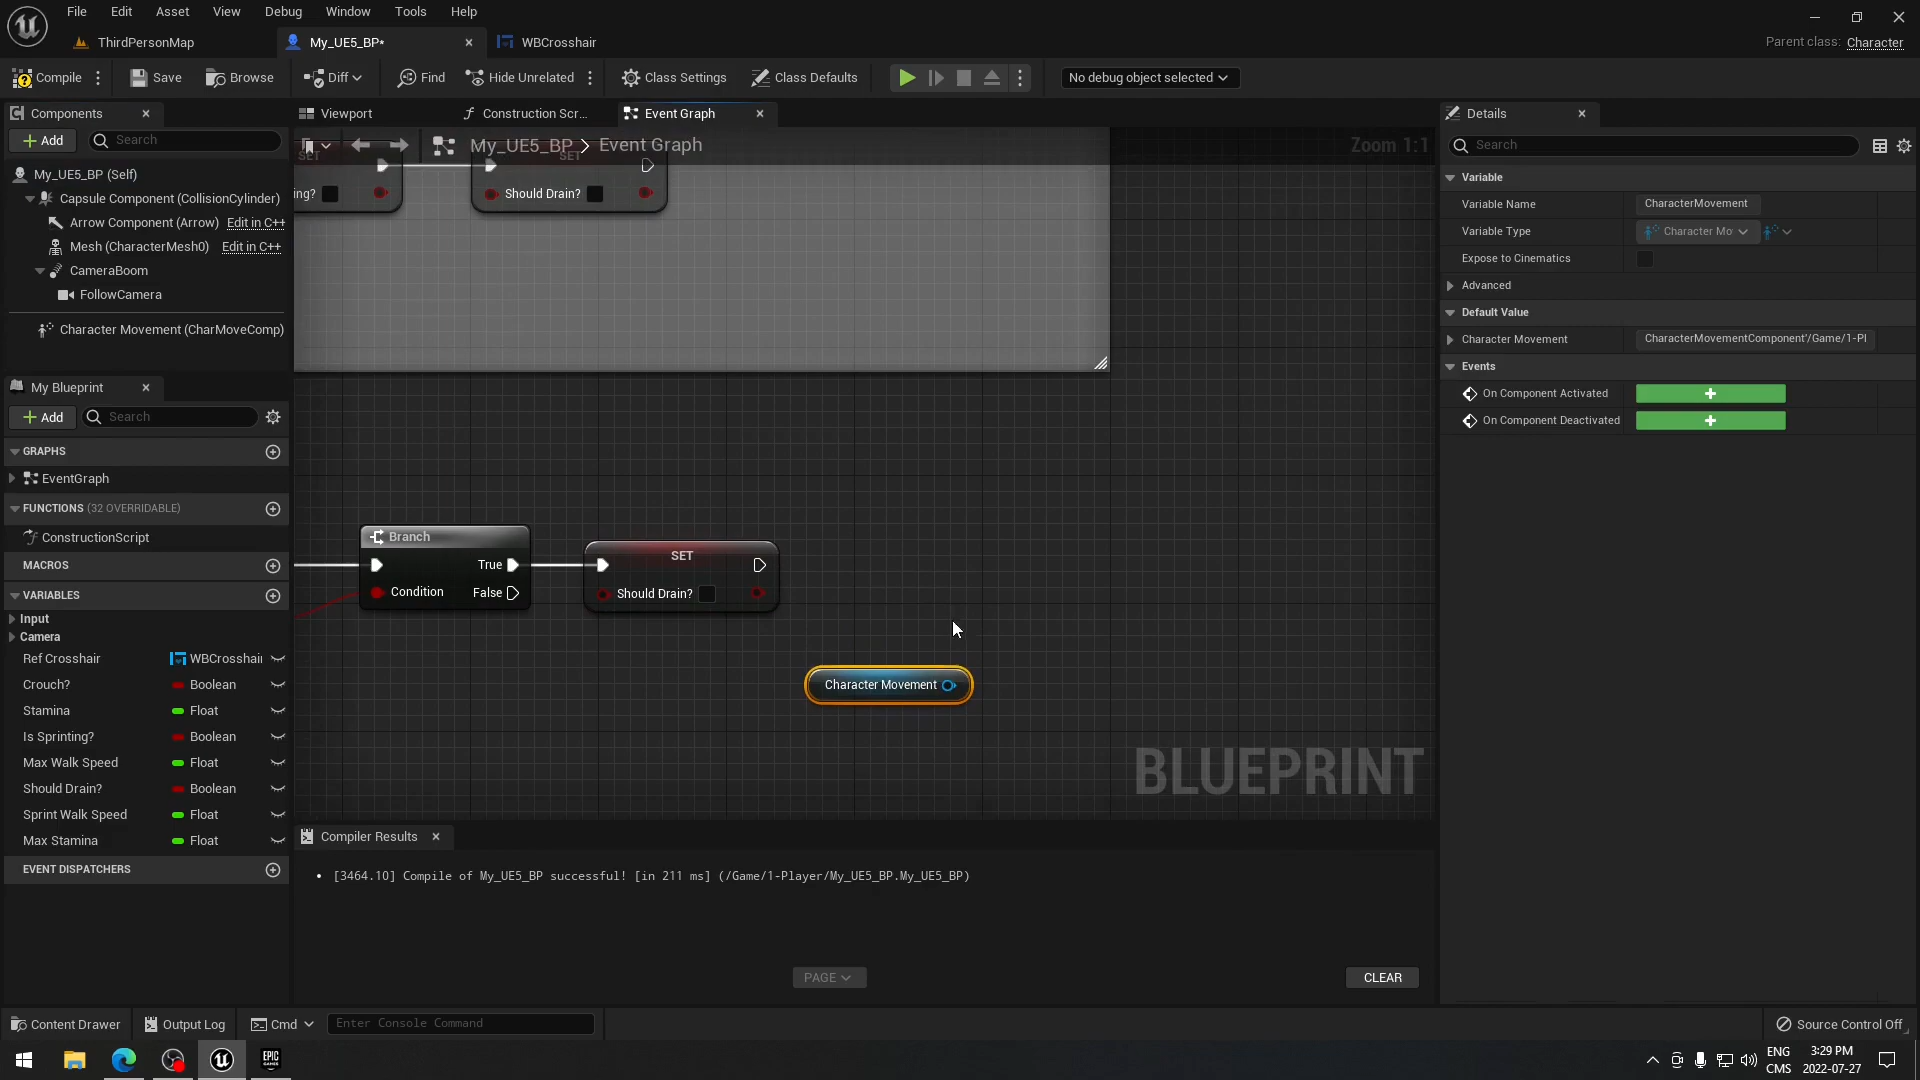 File Edit Asset View Debug Window Tools Help
ThirdPersonMap My_UE5_BP* WBCrosshair Parent class: Character
Compile Save Browse Diff Find Hide Unrelated Class Settings Class Defaults No debug object selected
Components Viewport Construction Scr... Event Graph Details
Add Search My_UE5_BP > Event Graph Zoom 1:1 Search
My_UE5_BP (Self)
Capsule Component (CollisionCylinder)
Arrow Component (Arrow) Edit in C++
Mesh (CharacterMesh0) Edit in C++
CameraBoom
FollowCamera
Character Movement (CharMoveComp)
My Blueprint
Add Search
GRAPHS
EventGraph
FUNCTIONS (32 OVERRIDABLE)
ConstructionScript
MACROS
VARIABLES
Input
Camera
Ref Crosshair WBCrosshair
Crouch? Boolean
Stamina Float
Is Sprinting? Boolean
Max Walk Speed Float
Should Drain? Boolean
Sprint Walk Speed Float
Max Stamina Float
EVENT DISPATCHERS
SET SET
ing? Should Drain?
Branch
True
Condition False
SET
Should Drain?
Character Movement
BLUEPRINT
Variable
Variable Name CharacterMovement
Variable Type Character Mo
Expose to Cinematics
Advanced
Default Value
Character Movement CharacterMovementComponent'/Game/1-Pl
Events
On Component Activated
On Component Deactivated
Compiler Results
[3464.10] Compile of My_UE5_BP successful! [in 211 ms] (/Game/1-Player/My_UE5_BP.My_UE5_BP)
PAGE CLEAR
Content Drawer Output Log Cmd Enter Console Command Source Control Off
EPIC GAMES
ENG 3:29 PM
CMS 2022-07-27